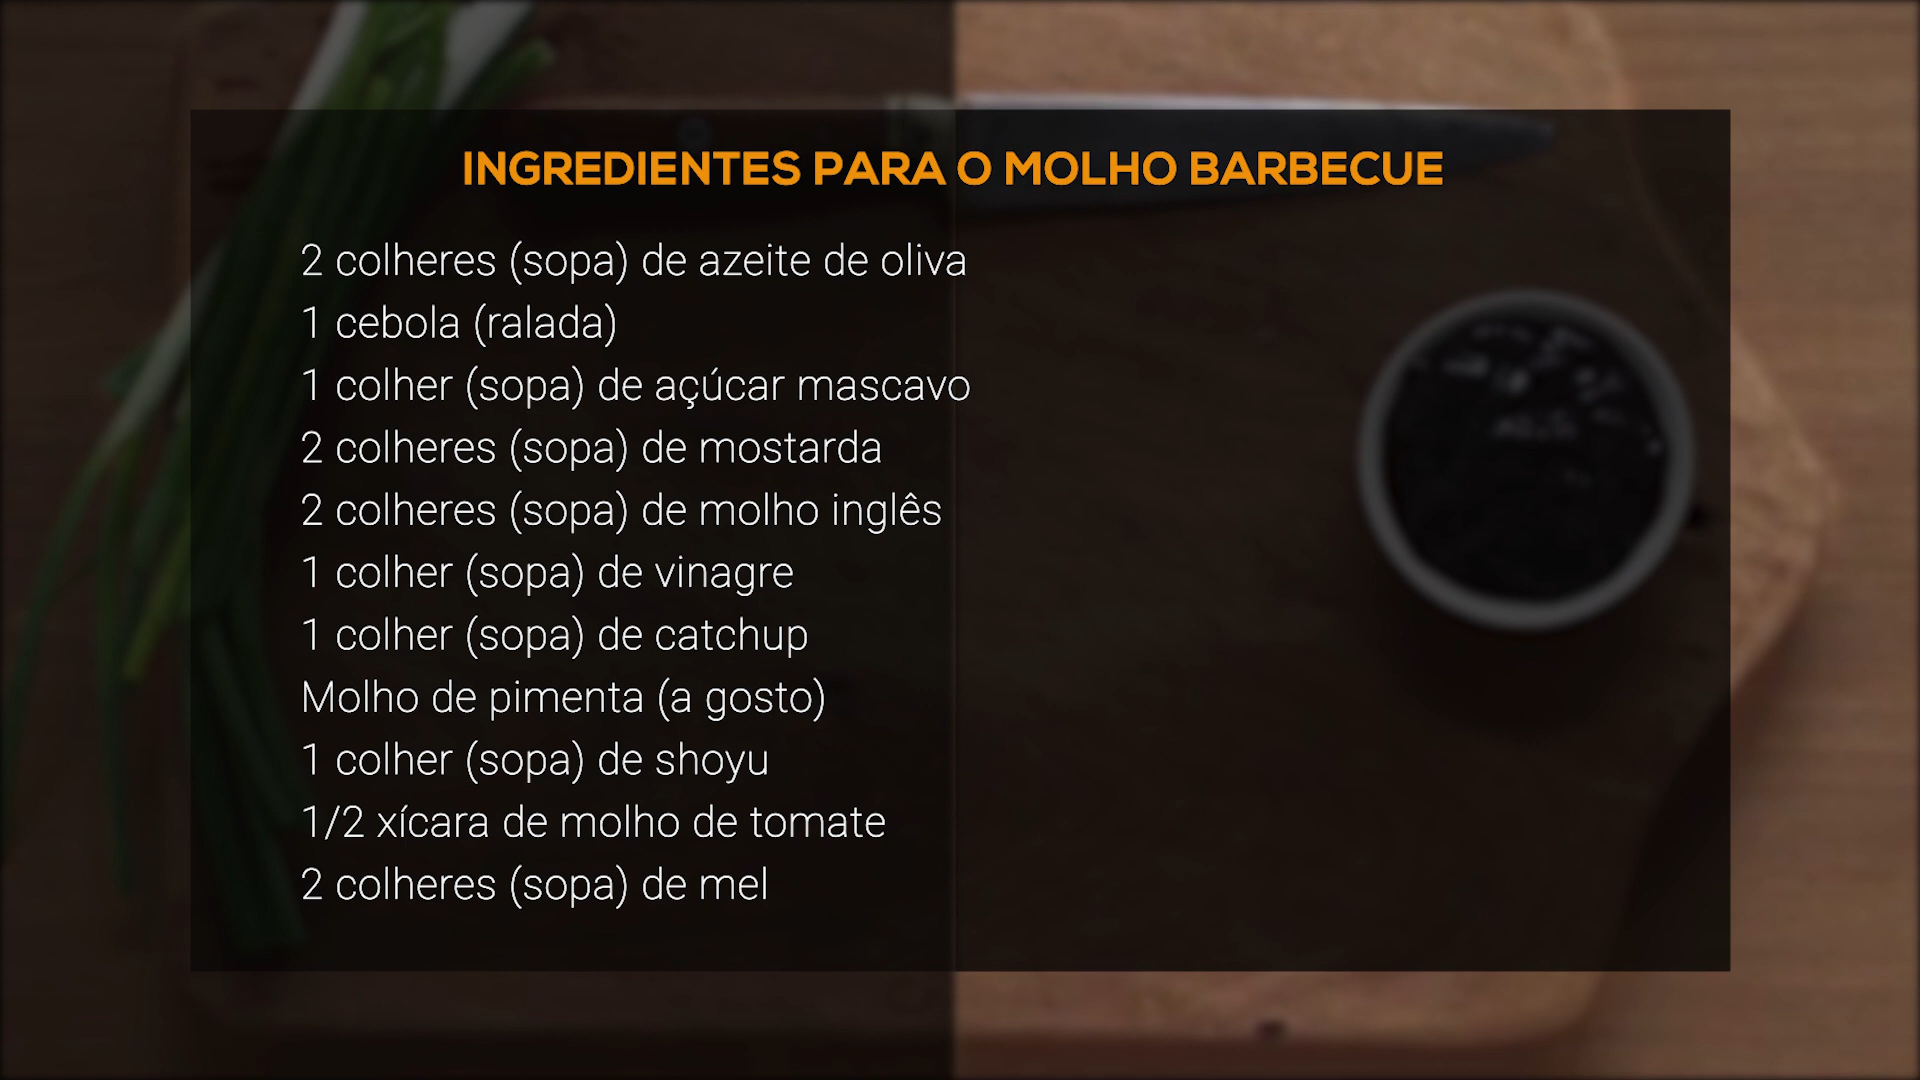 INGREDIENTES PARA O MOLHO BARBECUE
2 colheres (sopa) de azeite de oliva
1 cebola (ralada)
1 colher (sopa) de açúcar mascavo
2 colheres (sopa) de mostarda
2 colheres (sopa) de molho inglês
1 colher (sopa) de vinagre
1 colher (sopa) de catchup
Molho de pimenta (a gosto)
1 colher (sopa) de shoyu
1/2 xícara de molho de tomate
2 colheres (sopa) de mel